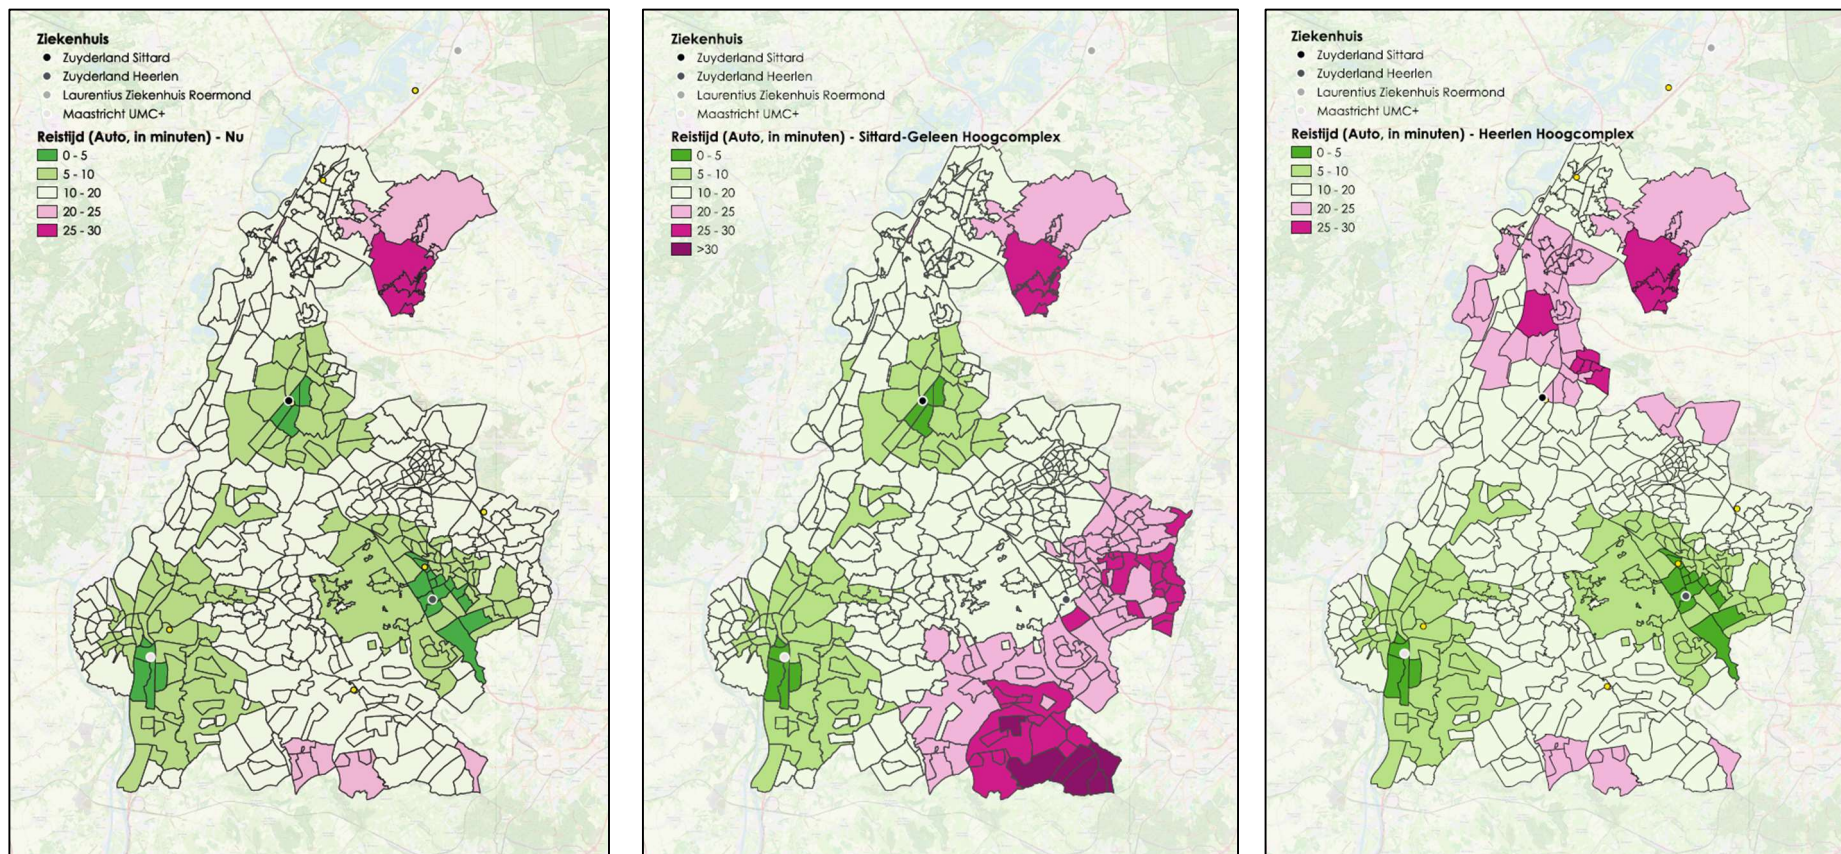 Ziekenhuis
Zuyderland Sittard
Zuyderland Heerlen
Laurentius Ziekenhuis Roermond
Maastricht UMC+
Reistijd (Auto, in minuten) - Nu
0 - 5
5 - 10
10 - 20
20 - 25
25 - 30
Ziekenhuis
Zuyderland Sittard
Zuyderland Heerlen
Laurentius Ziekenhuis Roermond
Maastricht UMC+
Reistijd (Auto, in minuten) - Sittard-Geleen Hoogcomplex
0 - 5
5 - 10
10 - 20
20 - 25
25 - 30
>30
Ziekenhuis
Zuyderland Sittard
Zuyderland Heerlen
Laurentius Ziekenhuis Roermond
Maastricht UMC+
Reistijd (Auto, in minuten) - Heerlen Hoogcomplex
0 - 5
5 - 10
10 - 20
20 - 25
25 - 30